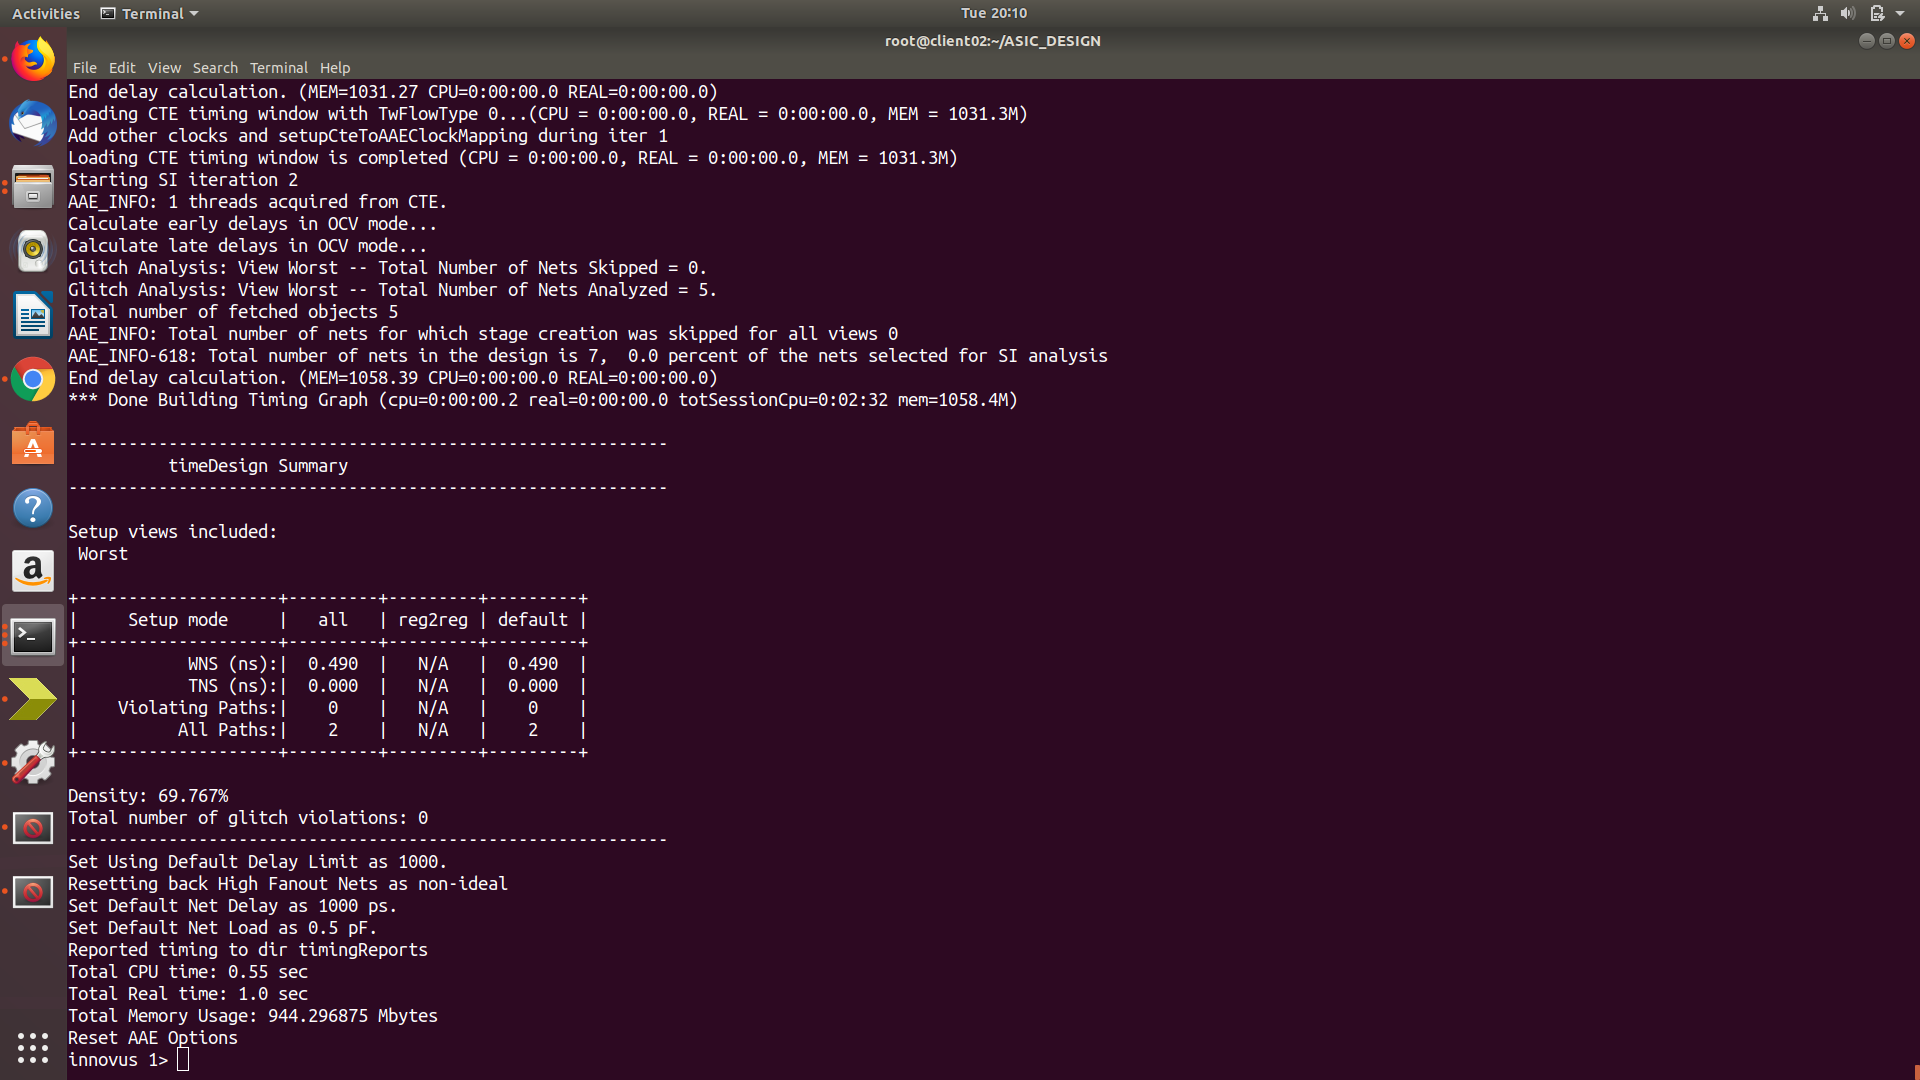 Activities Terminal Tue 20:10
root@client02:~/ASIC_DESIGN
File Edit View Search Terminal Help
End delay calculation. (MEM=1031.27 CPU=0:00:00.0 REAL=0:00:00.0)
Loading CTE timing window with TwFlowType 0...(CPU = 0:00:00.0, REAL = 0:00:00.0, MEM = 1031.3M)
Add other clocks and setupCteToAAEClockMapping during iter 1
Loading CTE timing window is completed (CPU = 0:00:00.0, REAL = 0:00:00.0, MEM = 1031.3M)
Starting SI iteration 2
AAE_INFO: 1 threads acquired from CTE.
Calculate early delays in OCV mode...
Calculate late delays in OCV mode...
Glitch Analysis: View Worst -- Total Number of Nets Skipped = 0.
Glitch Analysis: View Worst -- Total Number of Nets Analyzed = 5.
Total number of fetched objects 5
AAE_INFO: Total number of nets for which stage creation was skipped for all views 0
AAE_INFO-618: Total number of nets in the design is 7,  0.0 percent of the nets selected for SI analysis
End delay calculation. (MEM=1058.39 CPU=0:00:00.0 REAL=0:00:00.0)
*** Done Building Timing Graph (cpu=0:00:00.2 real=0:00:00.0 totSessionCpu=0:02:32 mem=1058.4M)
------------------------------------------------------------
          timeDesign Summary
------------------------------------------------------------
Setup views included:
 Worst
+--------------------+---------+---------+---------+
|     Setup mode     |   all   | reg2reg | default |
+--------------------+---------+---------+---------+
|           WNS (ns):|  0.490  |   N/A   |  0.490  |
|           TNS (ns):|  0.000  |   N/A   |  0.000  |
|    Violating Paths:|    0    |   N/A   |    0    |
|          All Paths:|    2    |   N/A   |    2    |
+--------------------+---------+---------+---------+
Density: 69.767%
Total number of glitch violations: 0
------------------------------------------------------------
Set Using Default Delay Limit as 1000.
Resetting back High Fanout Nets as non-ideal
Set Default Net Delay as 1000 ps.
Set Default Net Load as 0.5 pF.
Reported timing to dir timingReports
Total CPU time: 0.55 sec
Total Real time: 1.0 sec
Total Memory Usage: 944.296875 Mbytes
Reset AAE Options
innovus 1>